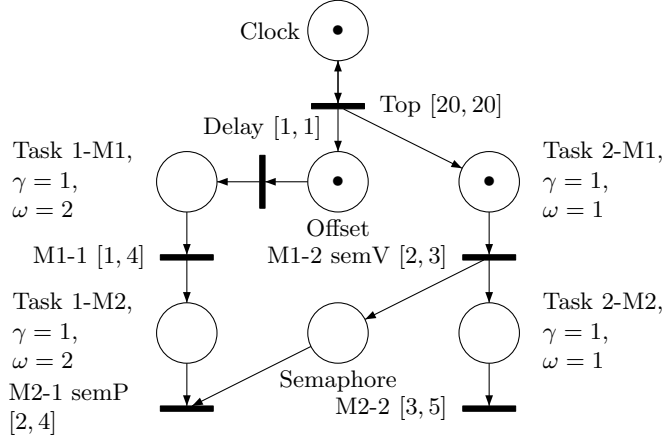 Clock
Top [20, 20]
Delay [1, 1]
Task 1-M1,
γ = 1,
ω = 2
Task 2-M1,
γ = 1,
ω = 1
Offset
M1-1 [1, 4]
M1-2 semV [2, 3]
Task 1-M2,
γ = 1,
ω = 2
Task 2-M2,
γ = 1,
ω = 1
Semaphore
M2-1 semP
[2, 4]
M2-2 [3, 5]